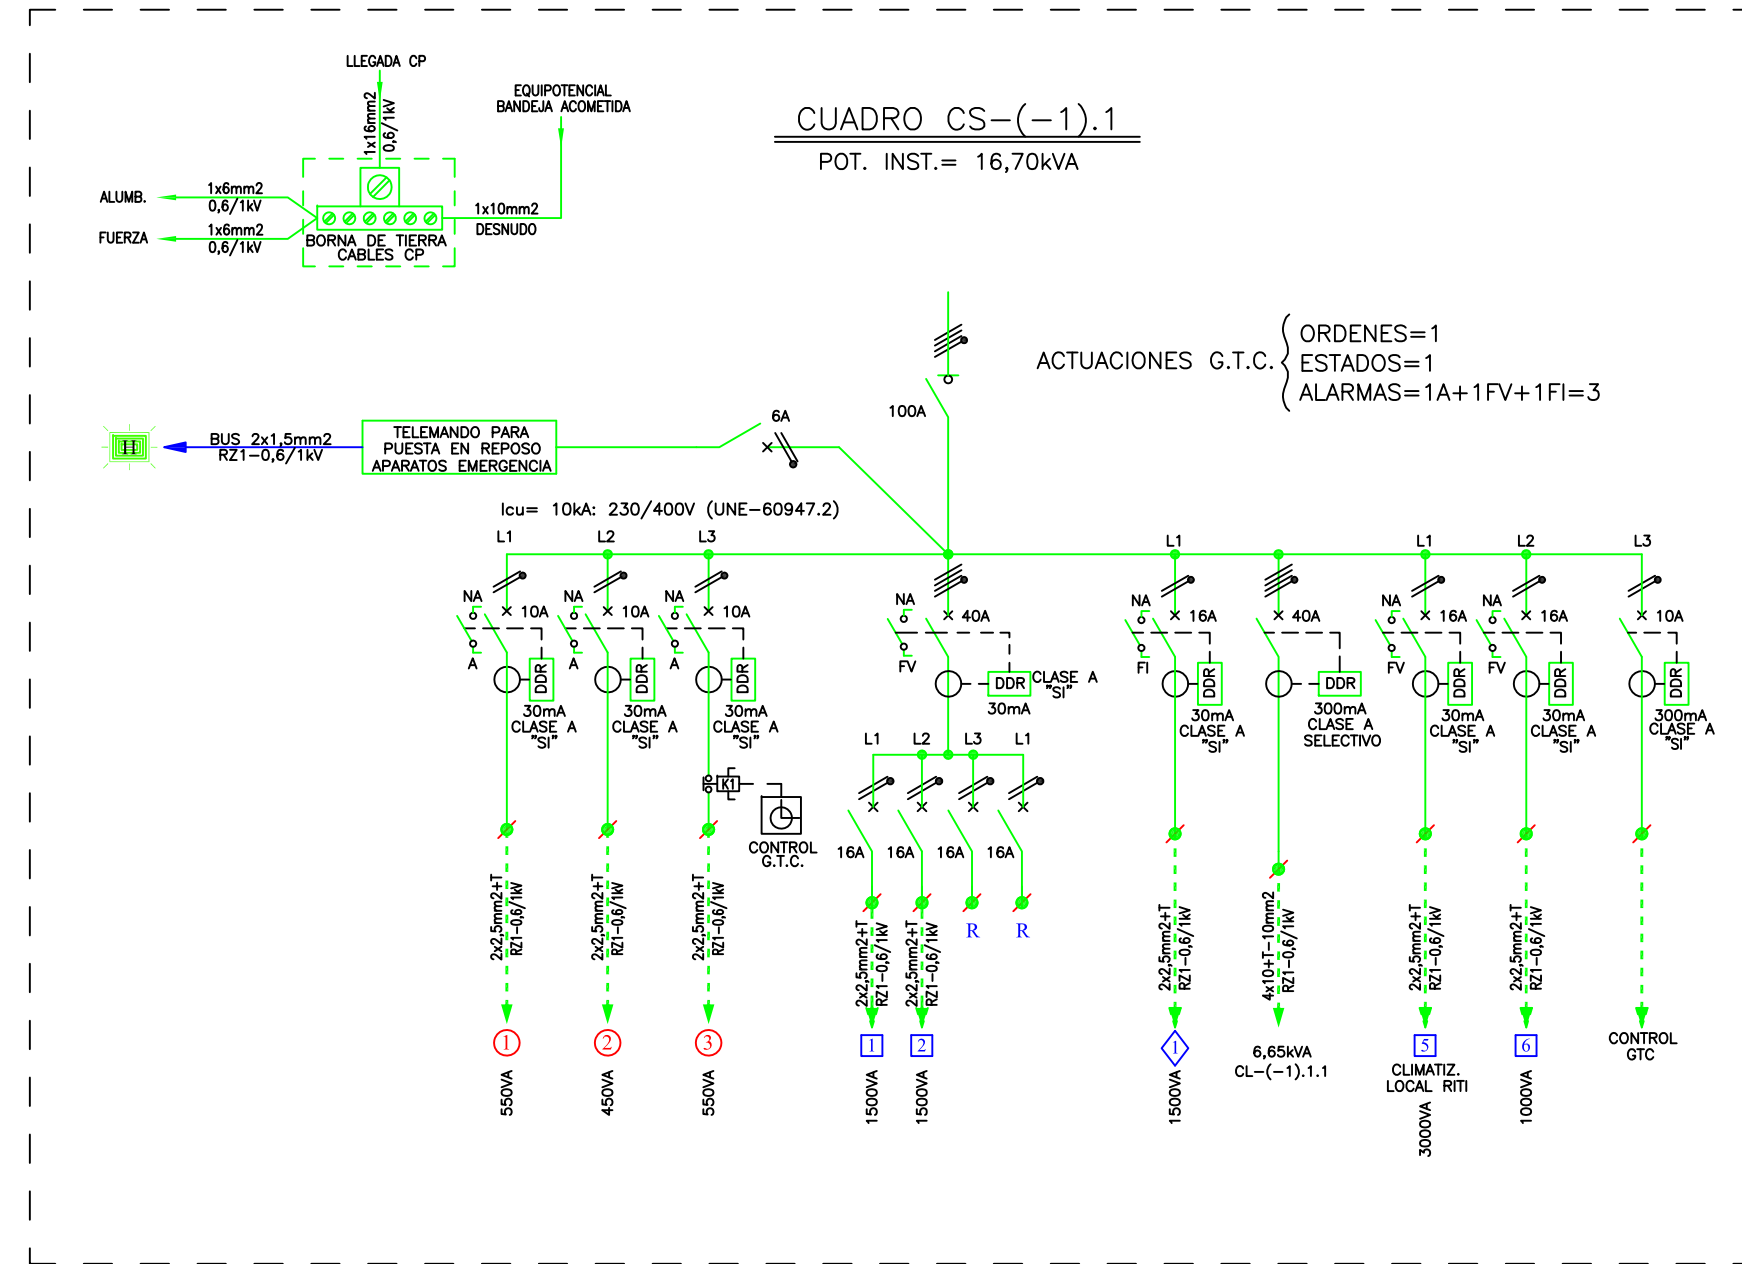 LLEGADA CP
1x16mm2
0,6/1kV
EQUIPOTENCIAL
BANDEJA ACOMETIDA
ALUMB.
1x6mm2
0,6/1kV
FUERZA
1x6mm2
0,6/1kV
1x10mm2
DESNUDO
BORNA DE TIERRA
CABLES CP
CUADRO CS-(-1).1
POT. INST.= 16,70kVA
ACTUACIONES G.T.C.
ORDENES=1
ESTADOS=1
ALARMAS=1A+1FV+1FI=3
100A
6A
H
BUS 2x1,5mm2
RZ1-0,6/1kV
TELEMANDO PARA
PUESTA EN REPOSO
APARATOS EMERGENCIA
Icu= 10kA: 230/400V (UNE-60947.2)
L1
NA
10A
A
DDR
30mA
CLASE A
"SI"
2x2,5mm2+T
RZ1-0,6/1kV
1
550VA
L2
NA
10A
A
DDR
30mA
CLASE A
"SI"
2x2,5mm2+T
RZ1-0,6/1kV
2
450VA
L3
NA
10A
A
DDR
30mA
CLASE A
"SI"
K1
CONTROL
G.T.C.
2x2,5mm2+T
RZ1-0,6/1kV
3
550VA
NA
40A
FV
DDR
CLASE A
"SI"
30mA
L1
L2
L3
L1
16A
16A
16A
16A
2x2,5mm2+T
RZ1-0,6/1kV
1
1500VA
2x2,5mm2+T
RZ1-0,6/1kV
2
1500VA
R
R
L1
NA
16A
FI
DDR
30mA
CLASE A
"SI"
2x2,5mm2+T
RZ1-0,6/1kV
1
1500VA
40A
DDR
300mA
CLASE A
SELECTIVO
4x10+T-10mm2
RZ1-0,6/1kV
6,65kVA
CL-(-1).1.1
L1
NA
16A
FV
DDR
30mA
CLASE A
"SI"
2x2,5mm2+T
RZ1-0,6/1kV
5
CLIMATIZ.
LOCAL RITI
3000VA
L2
NA
16A
FV
DDR
30mA
CLASE A
"SI"
2x2,5mm2+T
RZ1-0,6/1kV
6
1000VA
L3
10A
DDR
300mA
CLASE A
"SI"
CONTROL
GTC